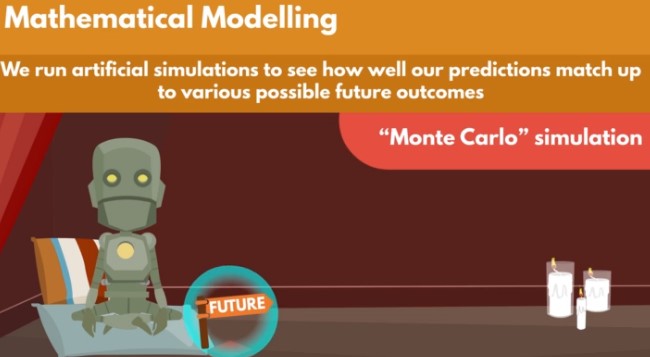 Mathematical Modelling
We run artificial simulations to see how well our predictions match up
to various possible future outcomes
“Monte Carlo” simulation
FUTURE